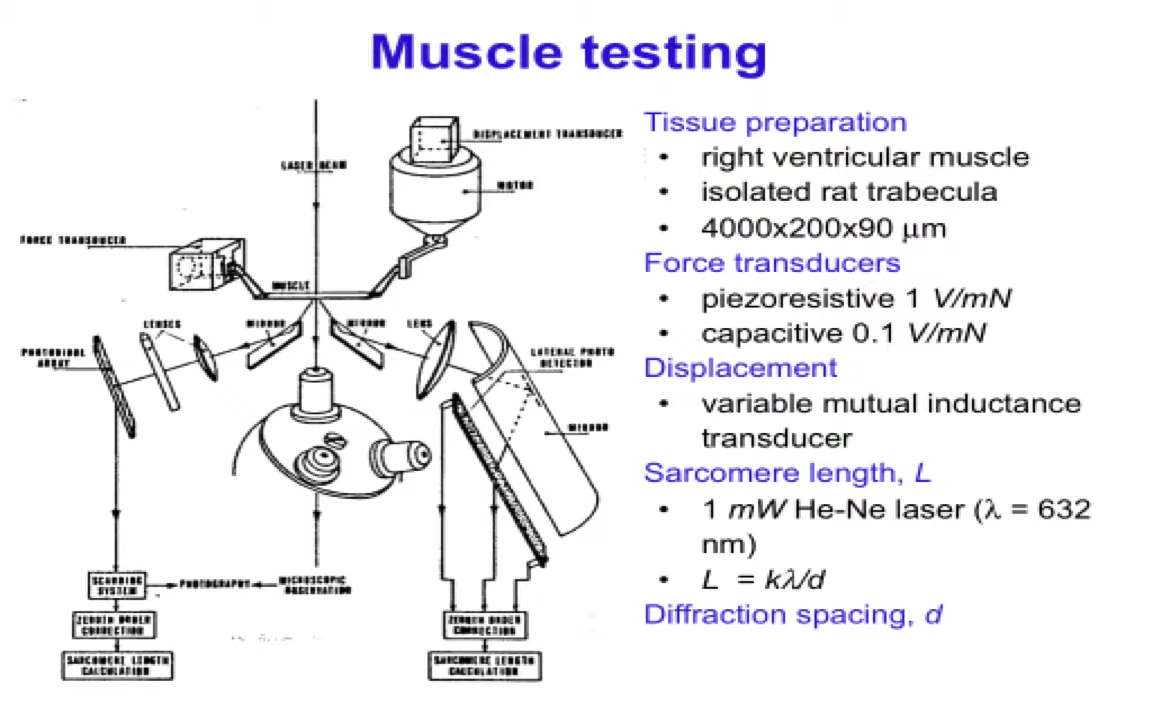 Muscle testing
DISPLACEMENT TRANSDUCER
LASER BEAM
MOTOR
FORCE TRANSDUCER
MUSCLE
LENSES
MIRROR
MIRROR
LENS
PHOTODIODE
ARRAY
LATERAL PHOTO
DETECTOR
MIRROR
SCANNING
SYSTEM
PHOTOGRAPHY
MICROSCOPIC
OBSERVATION
ZEROTH ORDER
CORRECTION
ZEROTH ORDER
CORRECTION
SARCOMERE LENGTH
CALCULATION
SARCOMERE LENGTH
CALCULATION
Tissue preparation
• right ventricular muscle
• isolated rat trabecula
• 4000x200x90 μm
Force transducers
• piezoresistive 1 V/mN
• capacitive 0.1 V/mN
Displacement
• variable mutual inductance
transducer
Sarcomere length, L
• 1 mW He-Ne laser (λ = 632
nm)
• L = kλ/d
Diffraction spacing, d